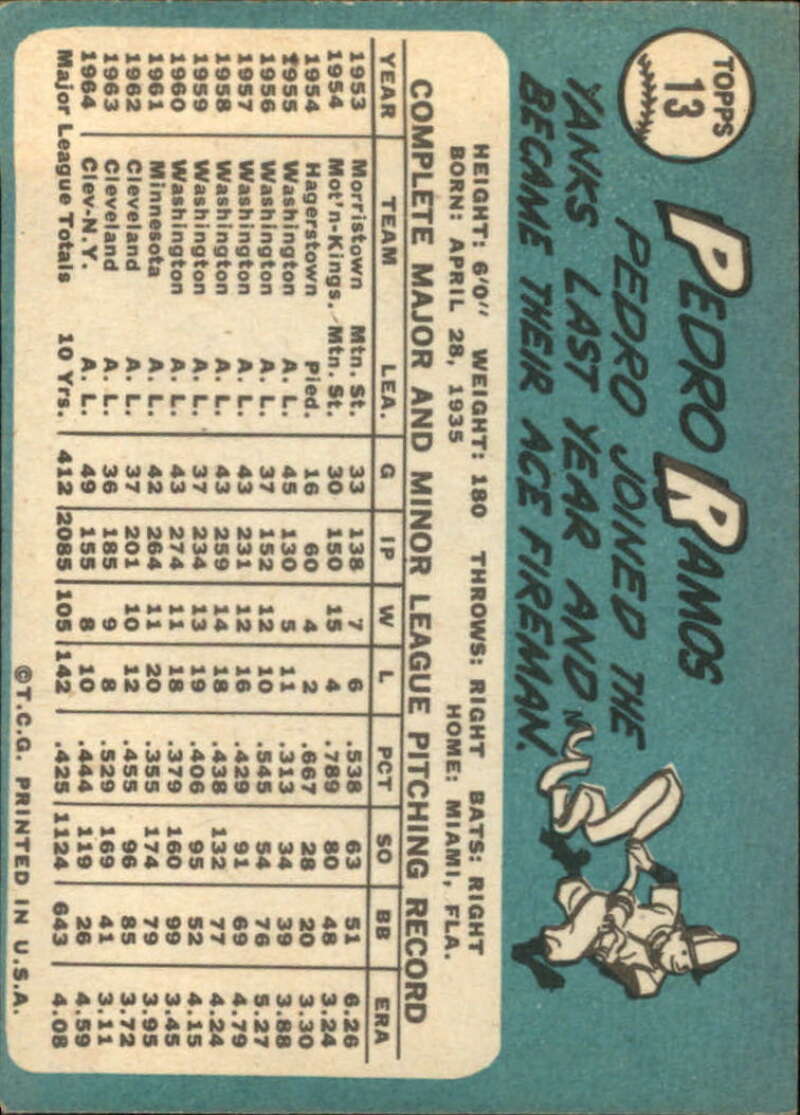 TOPPS
13
PEDRO RAMOS
PEDRO JOINED THE
YANKS LAST YEAR AND
BECAME THEIR ACE FIREMAN.
HEIGHT: 6'0" WEIGHT: 180 THROWS: RIGHT BATS: RIGHT
BORN: APRIL 28, 1935 HOME: MIAMI, FLA.
COMPLETE MAJOR AND MINOR LEAGUE PITCHING RECORD
YEAR TEAM LEA. G IP W L PCT SO BB ERA
1953 Morristown Mtn. St. 33 138 7 6 .538 63 51 6.26
1954 Mot'n-Kings. Mtn. St. 30 150 15 4 .789 80 48 3.24
1954 Hagerstown Pied. 16 60 4 2 .667 28 20 3.30
1955 Washington A. L. 45 130 5 11 .313 34 39 3.88
1956 Washington A. L. 37 152 12 10 .545 54 76 5.27
1957 Washington A. L. 43 231 12 16 .429 91 69 4.79
1958 Washington A. L. 43 259 14 18 .438 132 77 4.24
1959 Washington A. L. 37 234 13 19 .406 95 52 4.15
1960 Washington A. L. 43 274 11 18 .379 160 99 3.45
1961 Minnesota A. L. 42 264 11 20 .355 174 79 3.95
1962 Cleveland A. L. 37 201 10 12 .455 96 85 3.72
1963 Cleveland A. L. 36 185 9 8 .529 169 41 3.11
1964 Clev-N.Y. A. L. 49 155 8 10 .444 119 26 4.59
Major League Totals 10 Yrs. 412 2085 105 142 .425 1124 643 4.08
©T.C.G. PRINTED IN U.S.A.